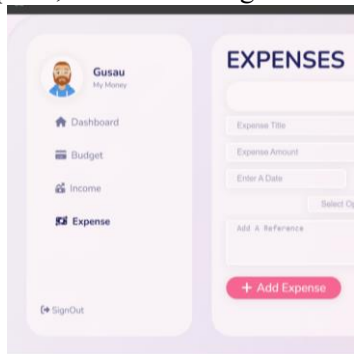 Gusau
My Money
Dashboard
Budget
Income
Expense
SignOut
EXPENSES
Expense Title
Expense Amount
Enter A Date
Select Op
Add A Reference
+ Add Expense